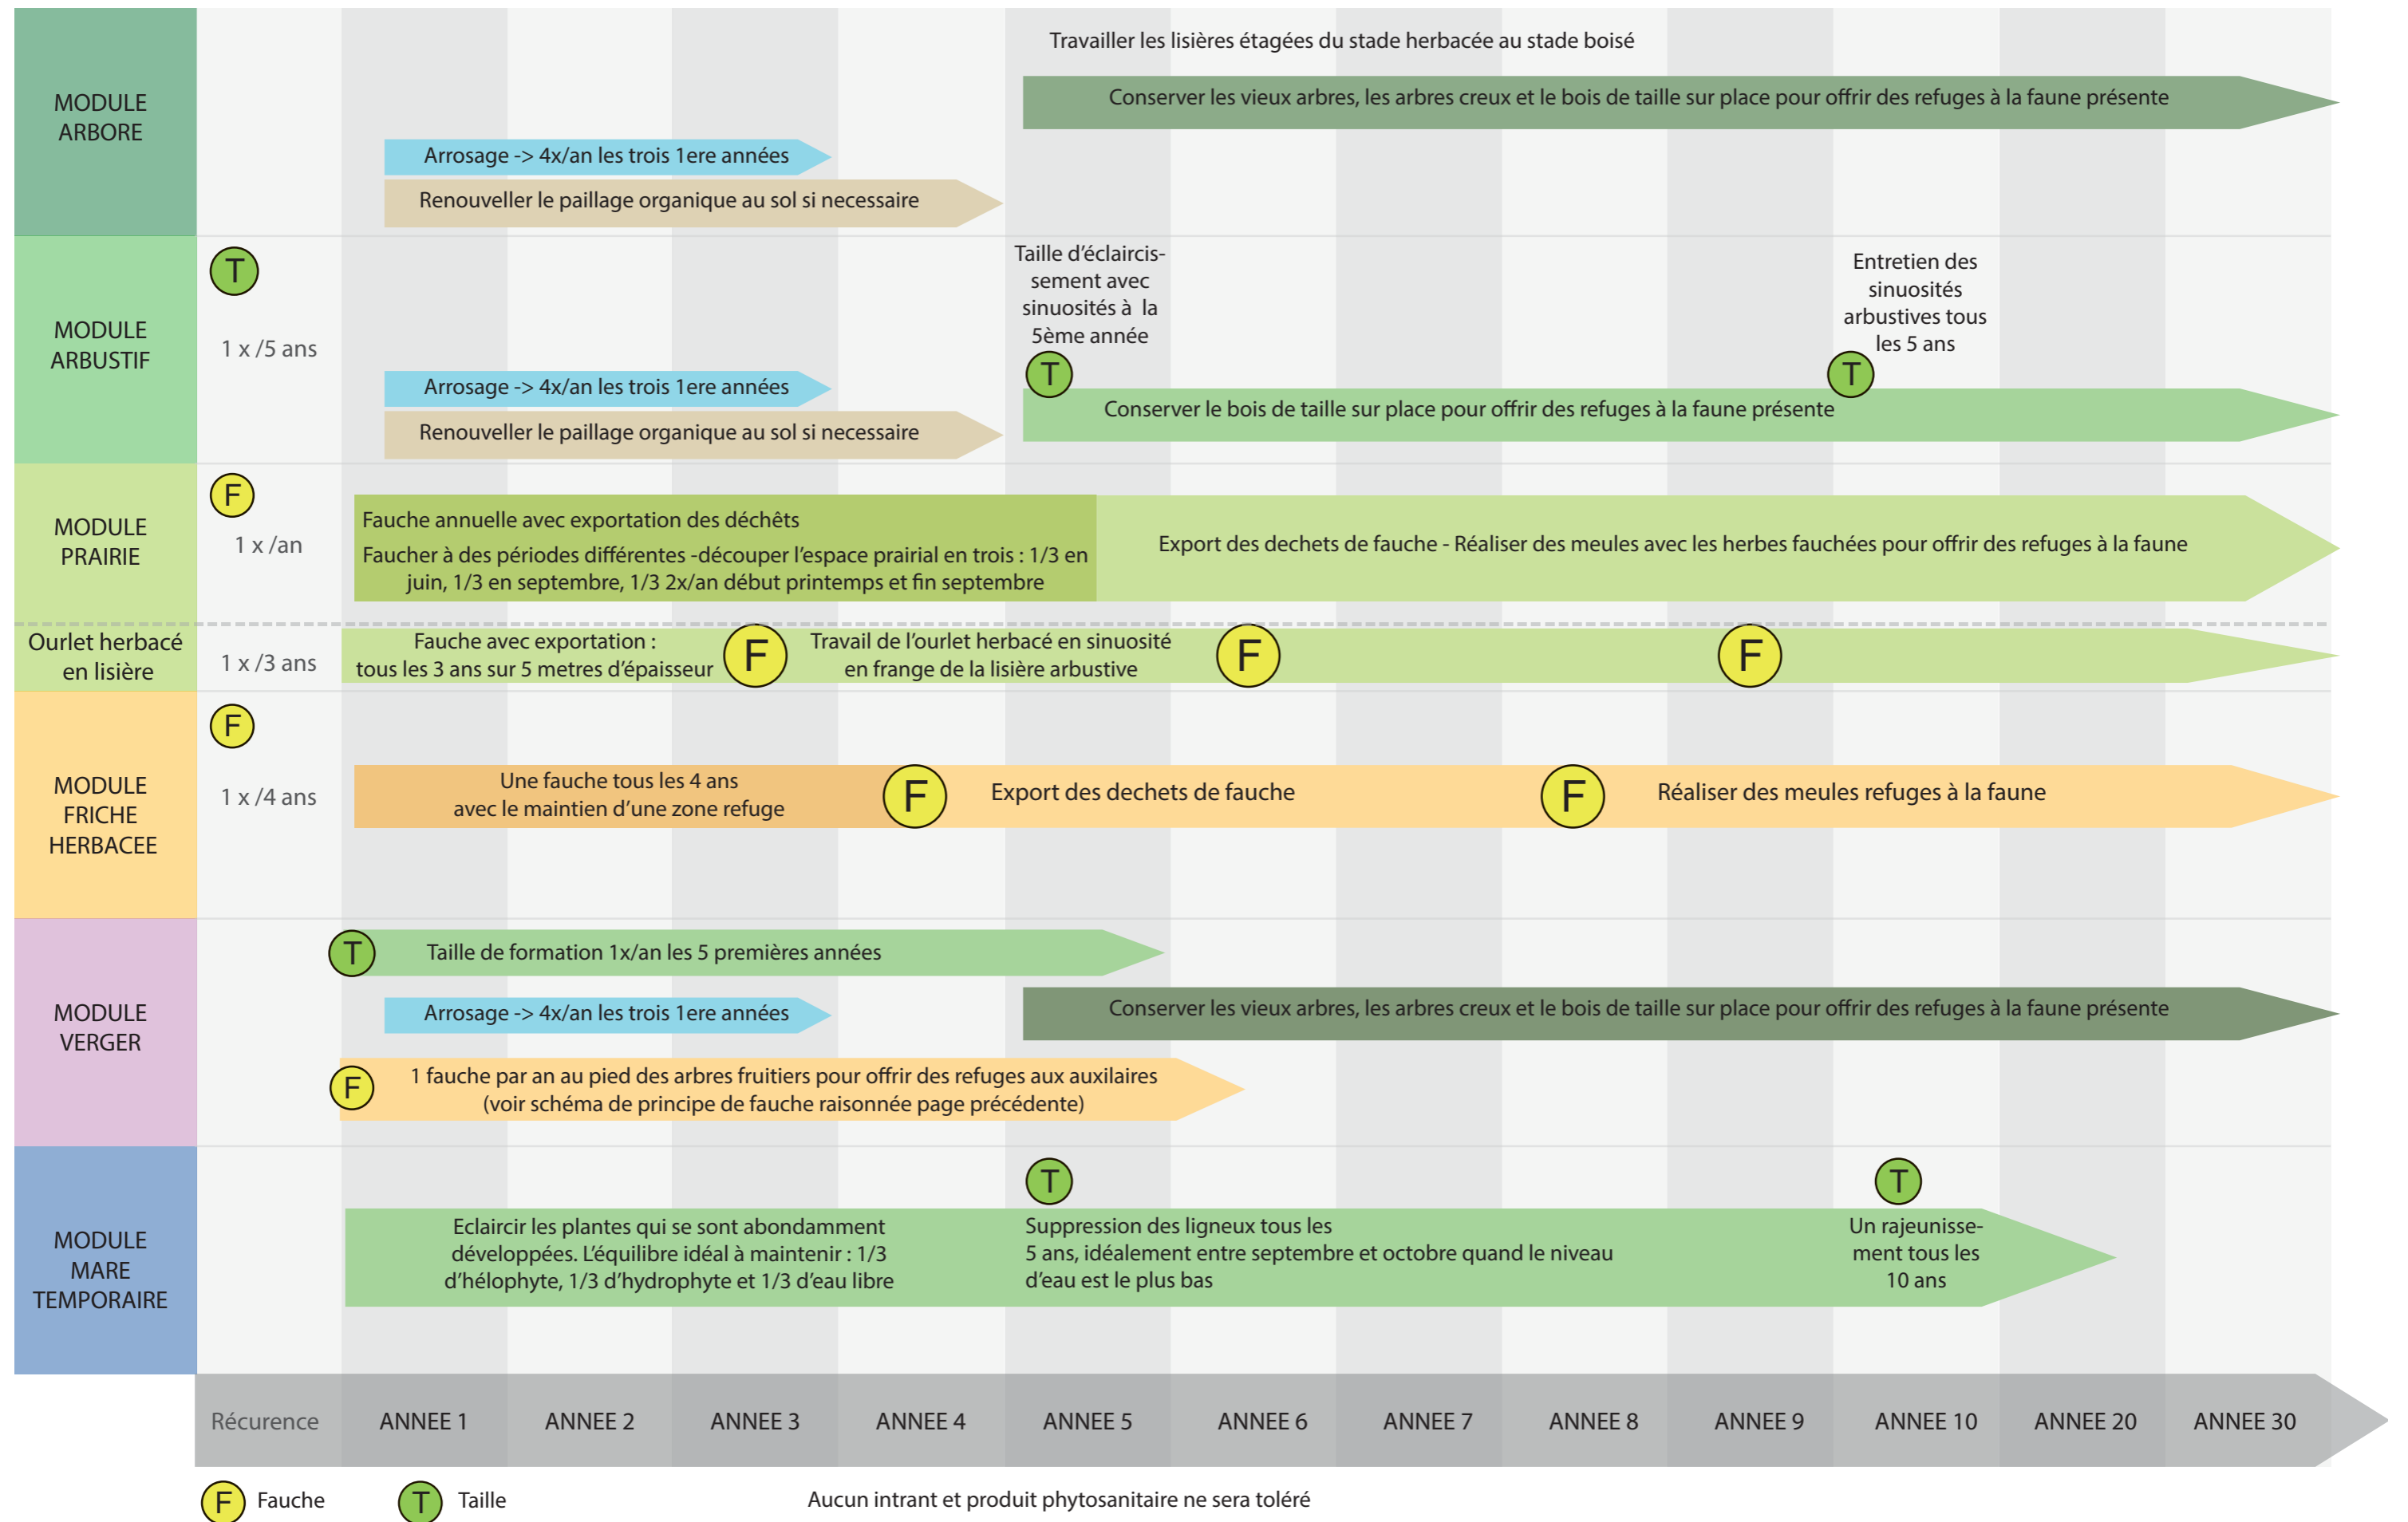 MODULE
ARBORE
Travailler les lisières étagées du stade herbacée au stade boisé
Conserver les vieux arbres, les arbres creux et le bois de taille sur place pour offrir des refuges à la faune présente
Arrosage -> 4x/an les trois 1ere années
Renouveller le paillage organique au sol si necessaire
MODULE
ARBUSTIF
T
1 x /5 ans
Arrosage -> 4x/an les trois 1ere années
Renouveller le paillage organique au sol si necessaire
Taille d'éclaircis-
sement avec
sinuosités à la
5ème année
T
Entretien des
sinuosités
arbustives tous
les 5 ans
T
Conserver le bois de taille sur place pour offrir des refuges à la faune présente
MODULE
PRAIRIE
F
1 x /an
Fauche annuelle avec exportation des déchêts
Faucher à des périodes différentes -découper l'espace prairial en trois : 1/3 en
juin, 1/3 en septembre, 1/3 2x/an début printemps et fin septembre
Export des dechets de fauche - Réaliser des meules avec les herbes fauchées pour offrir des refuges à la faune
Ourlet herbacé
en lisière
1 x /3 ans
Fauche avec exportation :
tous les 3 ans sur 5 metres d'épaisseur
F
Travail de l'ourlet herbacé en sinuosité
en frange de la lisière arbustive
F
F
MODULE
FRICHE
HERBACEE
F
1 x /4 ans
Une fauche tous les 4 ans
avec le maintien d'une zone refuge
F
Export des dechets de fauche
F
Réaliser des meules refuges à la faune
MODULE
VERGER
T
Taille de formation 1x/an les 5 premières années
Arrosage -> 4x/an les trois 1ere années
Conserver les vieux arbres, les arbres creux et le bois de taille sur place pour offrir des refuges à la faune présente
F
1 fauche par an au pied des arbres fruitiers pour offrir des refuges aux auxilaires
(voir schéma de principe de fauche raisonnée page précédente)
MODULE
MARE
TEMPORAIRE
Eclaircir les plantes qui se sont abondamment
développées. L'équilibre idéal à maintenir : 1/3
d'hélophyte, 1/3 d'hydrophyte et 1/3 d'eau libre
T
Suppression des ligneux tous les
5 ans, idéalement entre septembre et octobre quand le niveau
d'eau est le plus bas
T
Un rajeunisse-
ment tous les
10 ans
Récurence
ANNEE 1
ANNEE 2
ANNEE 3
ANNEE 4
ANNEE 5
ANNEE 6
ANNEE 7
ANNEE 8
ANNEE 9
ANNEE 10
ANNEE 20
ANNEE 30
F Fauche
T Taille
Aucun intrant et produit phytosanitaire ne sera toléré